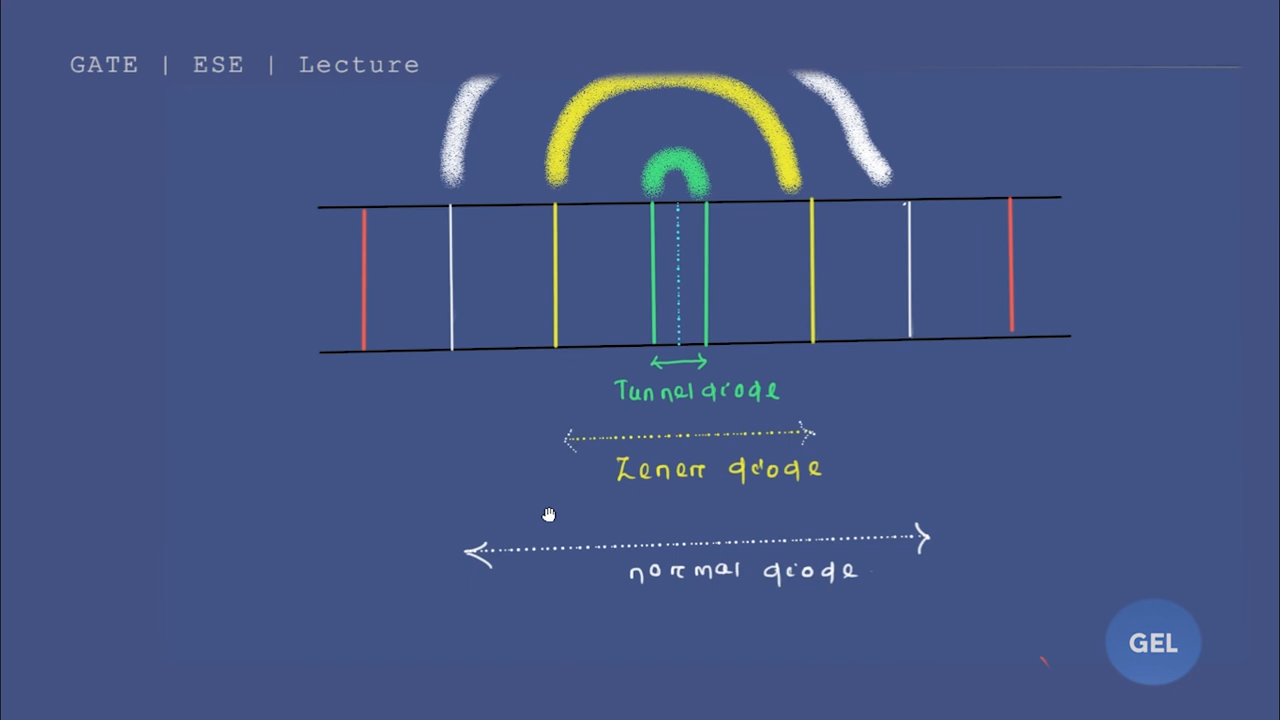 GATE | ESE | Lecture
Tunnel diode
Zener diode
normal diode
GEL